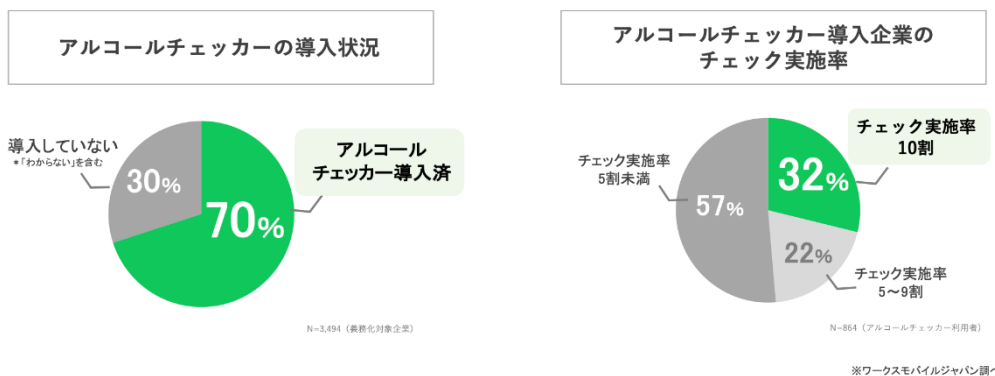 アルコールチェッカーの導入状況
導入していない
*「わからない」を含む
30%
70%
アルコール
チェッカー導入済
N=3,494（義務化対象企業）
アルコールチェッカー導入企業の
チェック実施率
チェック実施率
10割
32%
チェック実施率
5割未満
57%
22%
チェック実施率
5〜9割
N=864（アルコールチェッカー利用者）
※ワークスモバイルジャパン調べ